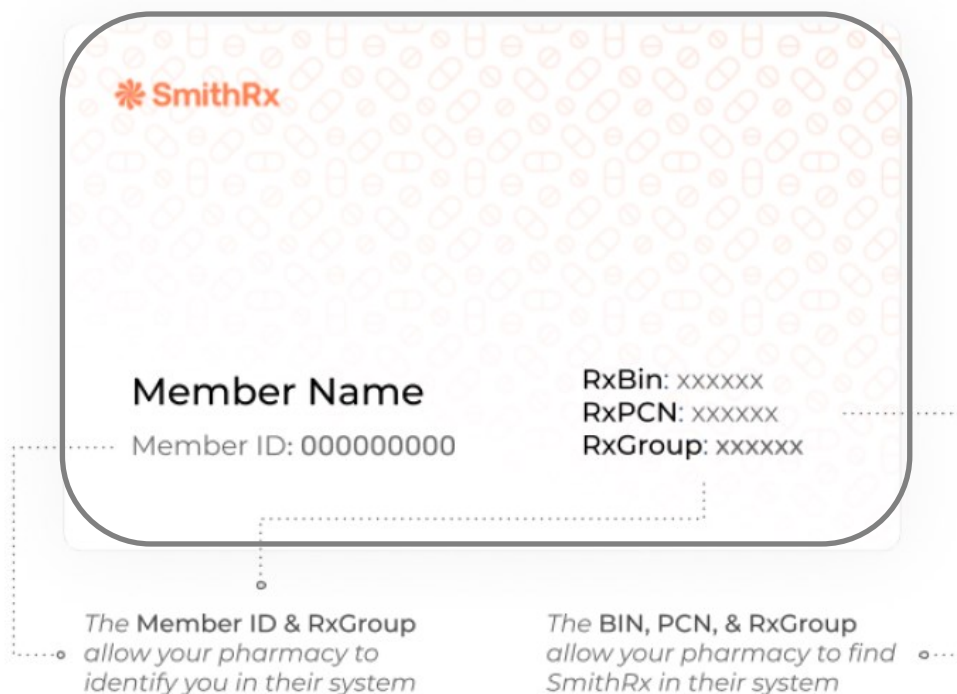 SmithRx
Member Name
Member ID: 000000000
RxBin: xxxxxx
RxPCN: xxxxxx
RxGroup: xxxxxx
The Member ID & RxGroup
allow your pharmacy to
identify you in their system
The BIN, PCN, & RxGroup
allow your pharmacy to find
SmithRx in their system